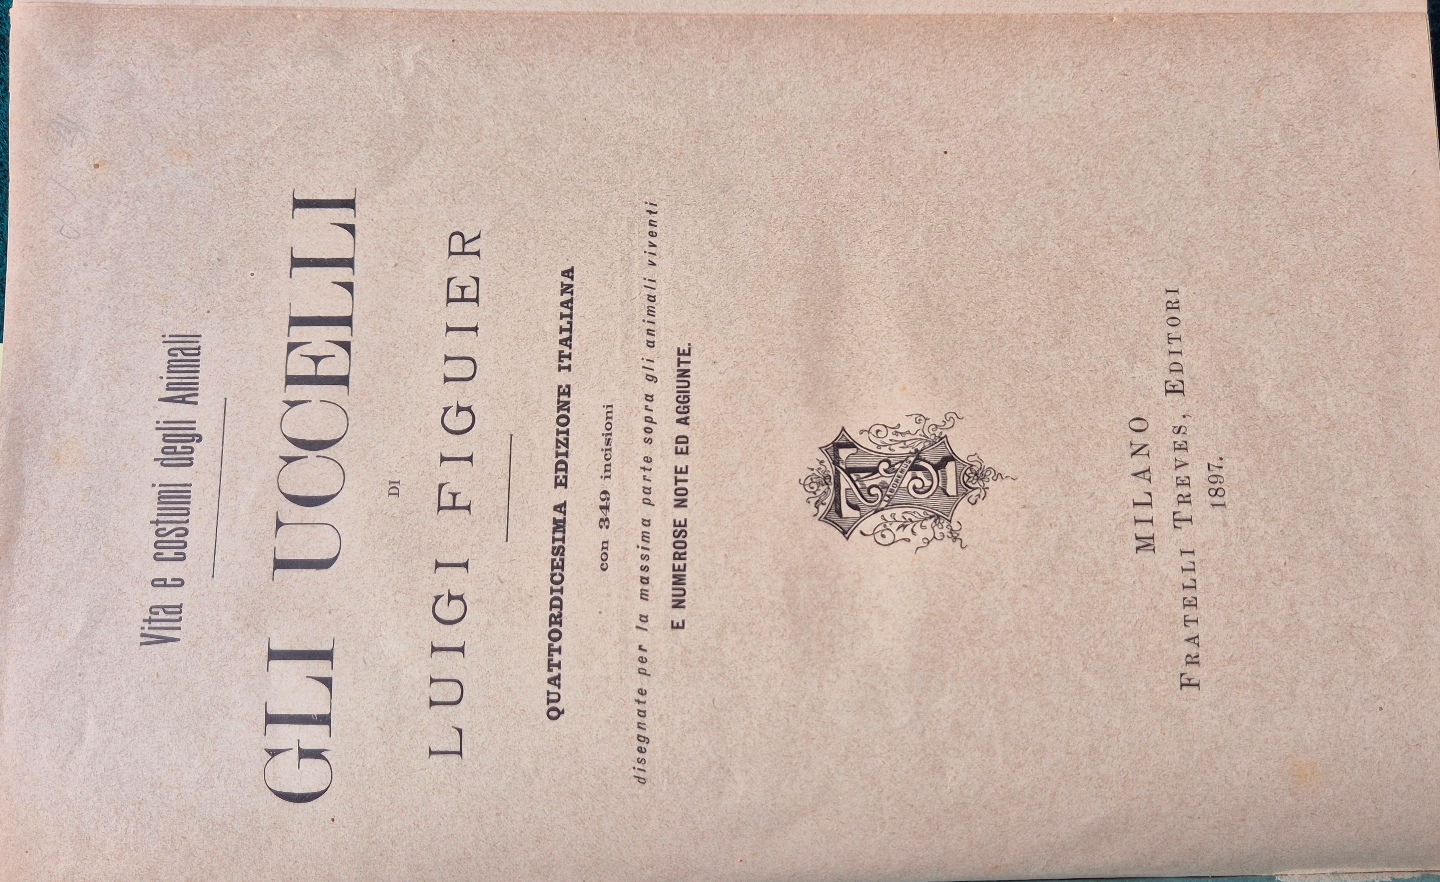 Vita e costumi degli Animali
GLI UCCELLI
DI
LUIGI FIGUIER
QUATTORDICESIMA EDIZIONE ITALIANA
con 349 incisioni
disegnate per la massima parte sopra gli animali viventi
E NUMEROSE NOTE ED AGGIUNTE.
LABOREMUS
MILANO
FRATELLI TREVES, EDITORI
1897.